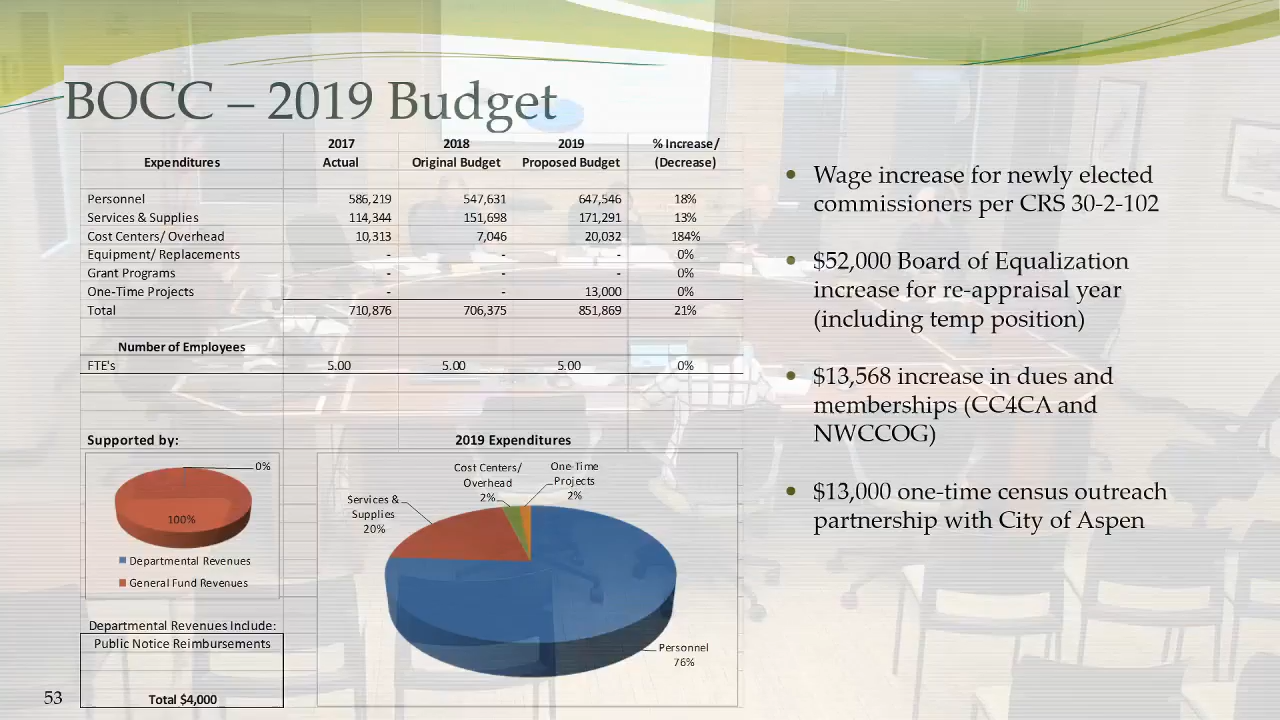 BOCC – 2019 Budget
2017 2018 2019 % Increase/
Expenditures Actual Original Budget Proposed Budget (Decrease)
Personnel 586,219 547,631 647,546 18%
Services & Supplies 114,344 151,698 171,291 13%
Cost Centers/ Overhead 10,313 7,046 20,032 184%
Equipment/ Replacements - - - 0%
Grant Programs - - - 0%
One-Time Projects - - 13,000 0%
Total 710,876 706,375 851,869 21%
Number of Employees
FTE's 5.00 5.00 5.00 0%
Supported by:
0%
100%
Departmental Revenues
General Fund Revenues
Departmental Revenues Include:
Public Notice Reimbursements
Total $4,000
2019 Expenditures
Cost Centers/
Overhead
2%
One-Time
Projects
2%
Services &
Supplies
20%
Personnel
76%
• Wage increase for newly elected
commissioners per CRS 30-2-102
• $52,000 Board of Equalization
increase for re-appraisal year
(including temp position)
• $13,568 increase in dues and
memberships (CC4CA and
NWCCOG)
• $13,000 one-time census outreach
partnership with City of Aspen
53